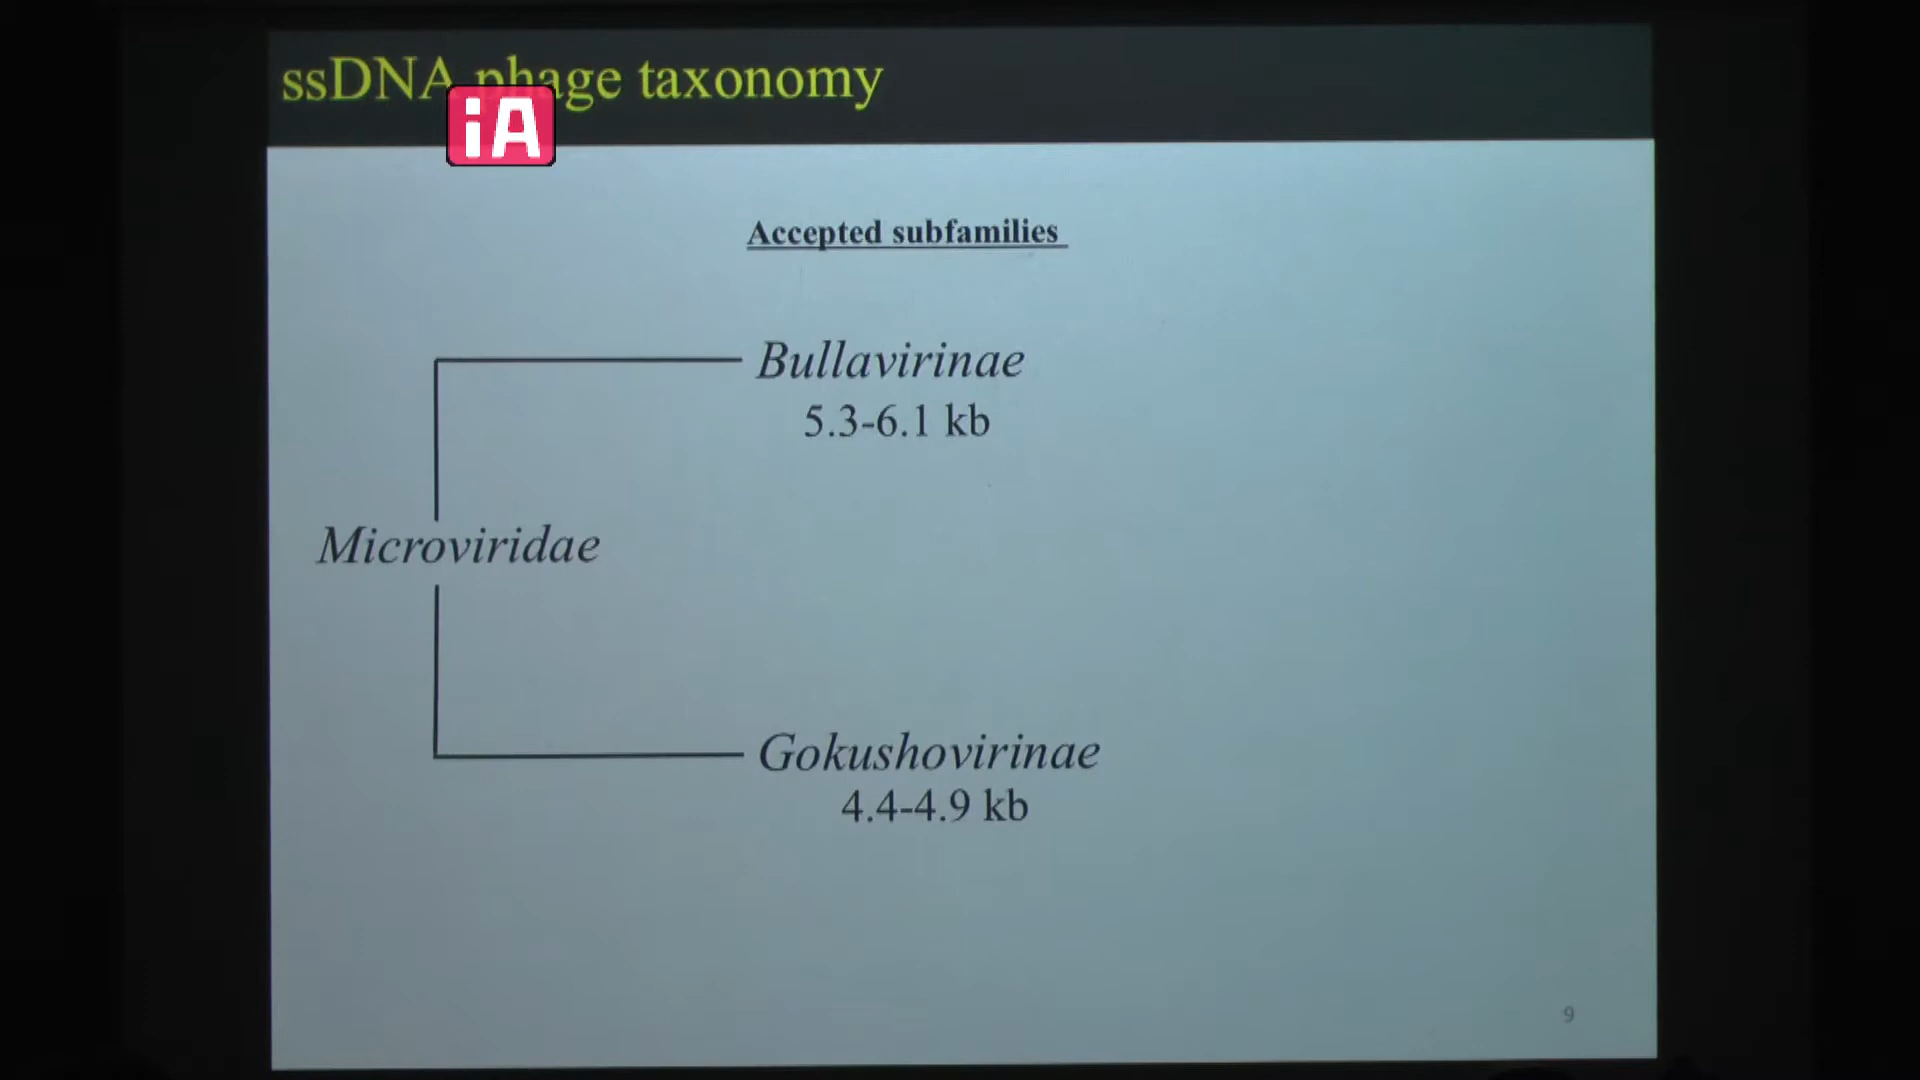 ssDNA phage taxonomy
iA
Accepted subfamilies
Bullavirinae
5.3-6.1 kb
Microviridae
Gokushovirinae
4.4-4.9 kb
9